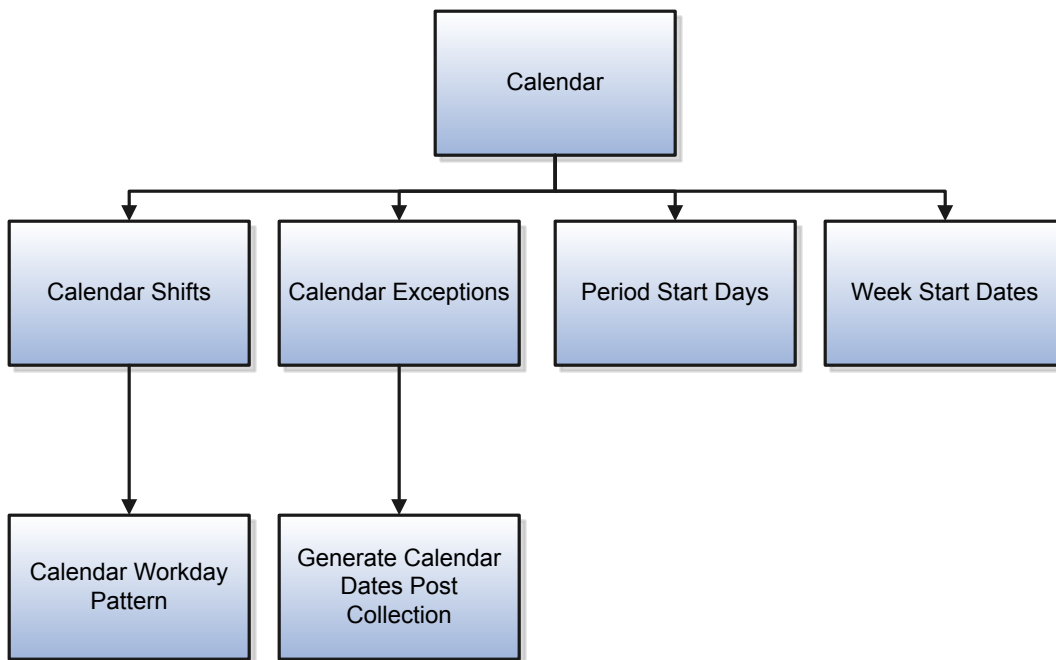 Calendar
Calendar Shifts
Calendar Exceptions
Period Start Days
Week Start Dates
Calendar Workday
Pattern
Generate Calendar
Dates Post
Collection